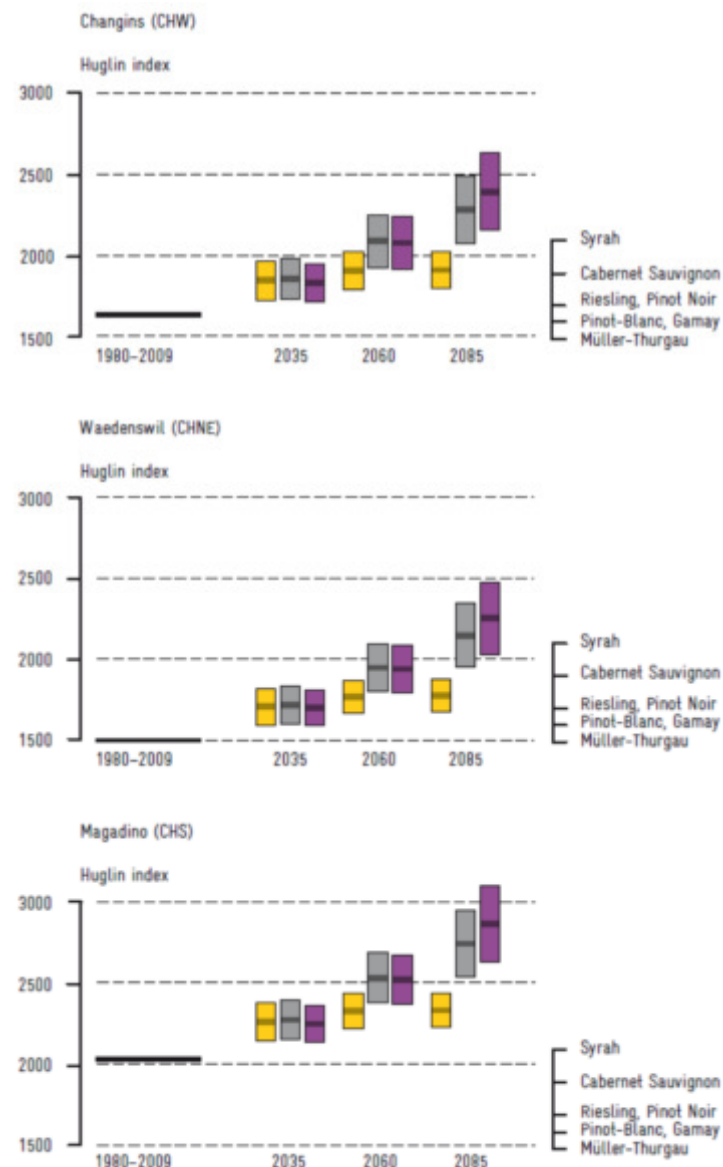 Changins (CHW)
Huglin index
3000
2500
2000
1500
1980–2009 2035 2060 2085
Syrah
Cabernet Sauvignon
Riesling, Pinot Noir
Pinot-Blanc, Gamay
Müller-Thurgau
Waedenswil (CHNE)
Huglin index
3000
2500
2000
1500
1980–2009 2035 2060 2085
Syrah
Cabernet Sauvignon
Riesling, Pinot Noir
Pinot-Blanc, Gamay
Müller-Thurgau
Magadino (CHS)
Huglin index
3000
2500
2000
1500
1980–2009 2035 2060 2085
Syrah
Cabernet Sauvignon
Riesling, Pinot Noir
Pinot-Blanc, Gamay
Müller-Thurgau